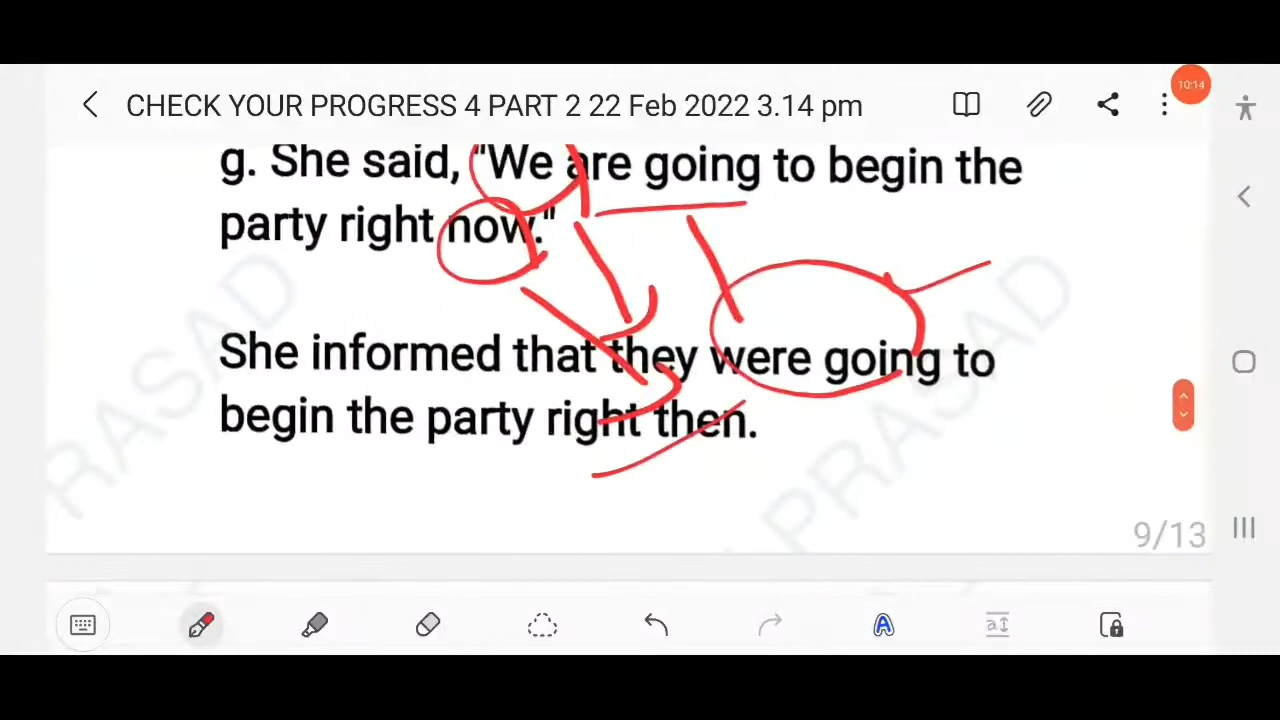 10:14
CHECK YOUR PROGRESS 4 PART 2 22 Feb 2022 3.14 pm
g. She said, "We are going to begin the
party right now."
She informed that they were going to
begin the party right then.
RASAD
PRASAD
9/13
A
a